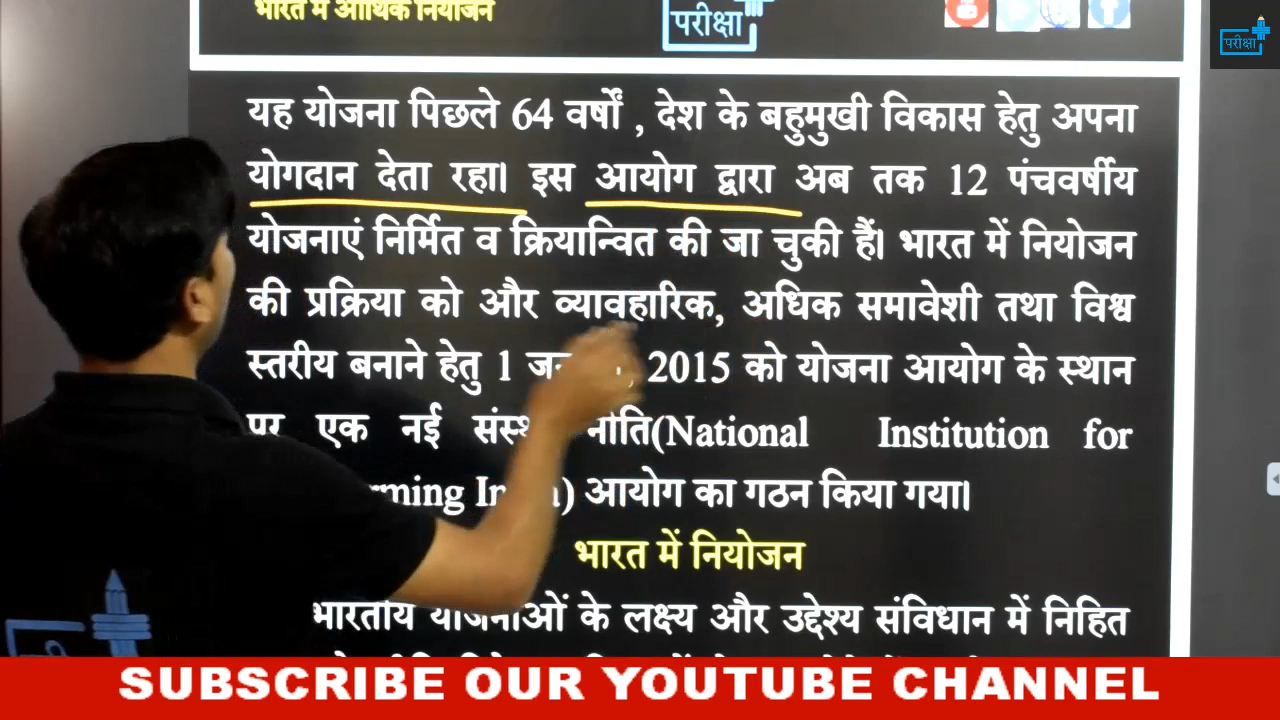 भारत में आर्थिक नियोजन
परीक्षा
परीक्षा
यह योजना पिछले 64 वर्षों , देश के बहुमुखी विकास हेतु अपना
योगदान देता रहा। इस आयोग द्वारा अब तक 12 पंचवर्षीय
योजनाएं निर्मित व क्रियान्वित की जा चुकी हैं। भारत में नियोजन
की प्रक्रिया को और व्यावहारिक, अधिक समावेशी तथा विश्व
स्तरीय बनाने हेतु 1 2015 को योजना आयोग के स्थान
पर एक नई नीति(National Institution for
आयोग का गठन किया गया।
भारत में नियोजन
भारतीय योजनाओं के लक्ष्य और उद्देश्य संविधान में निहित
SUBSCRIBE OUR YOUTUBE CHANNEL